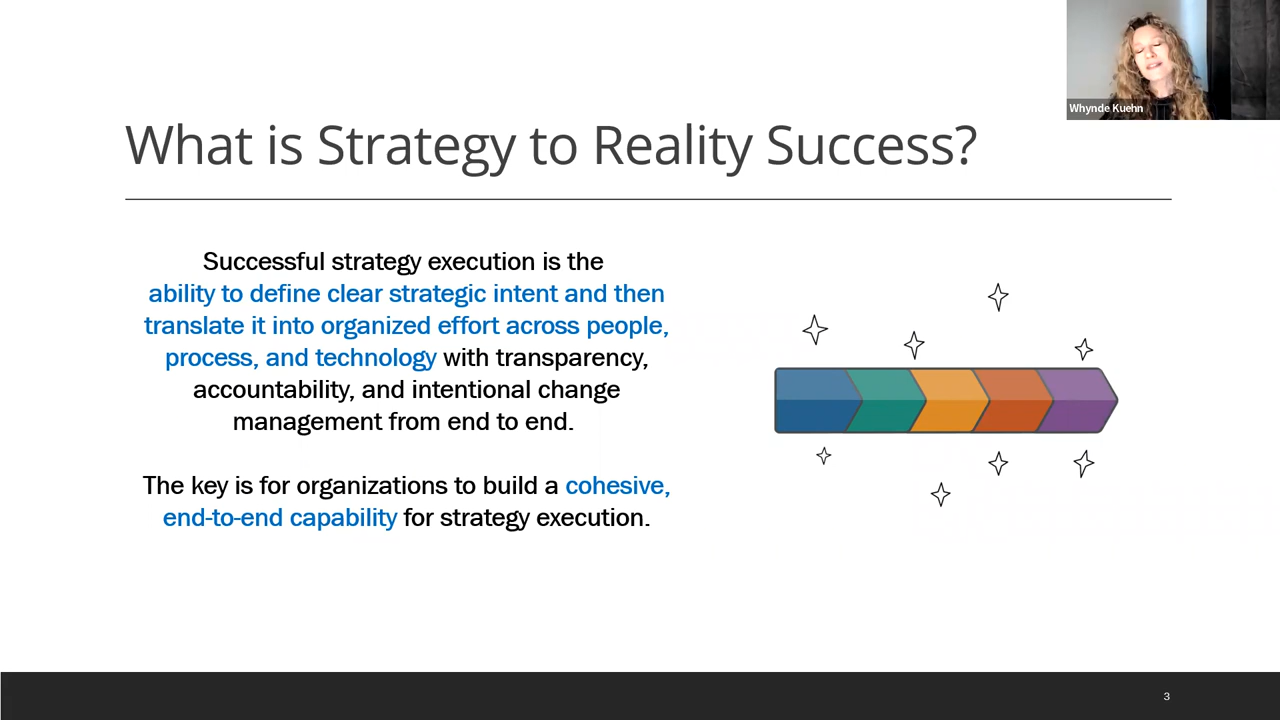 Whynde Kuehn
What is Strategy to Reality Success?
Successful strategy execution is the
ability to define clear strategic intent and then
translate it into organized effort across people,
process, and technology with transparency,
accountability, and intentional change
management from end to end.
The key is for organizations to build a cohesive,
end-to-end capability for strategy execution.
3